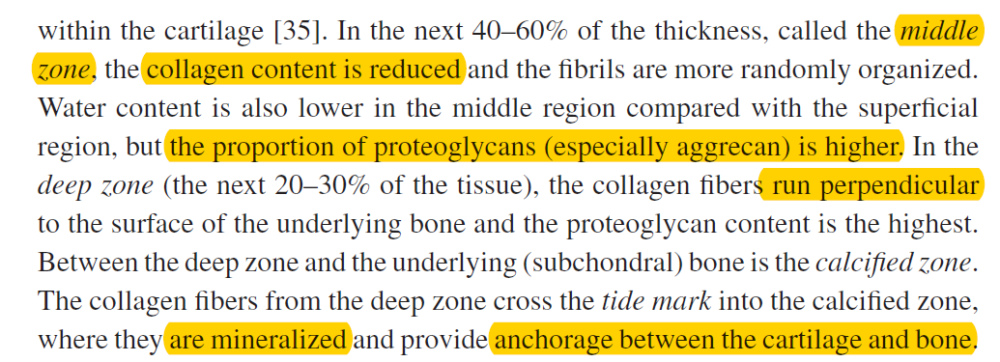 within the cartilage [35]. In the next 40–60% of the thickness, called the middle
zone, the collagen content is reduced and the fibrils are more randomly organized.
Water content is also lower in the middle region compared with the superficial
region, but the proportion of proteoglycans (especially aggrecan) is higher. In the
deep zone (the next 20–30% of the tissue), the collagen fibers run perpendicular
to the surface of the underlying bone and the proteoglycan content is the highest.
Between the deep zone and the underlying (subchondral) bone is the calcified zone.
The collagen fibers from the deep zone cross the tide mark into the calcified zone,
where they are mineralized and provide anchorage between the cartilage and bone.